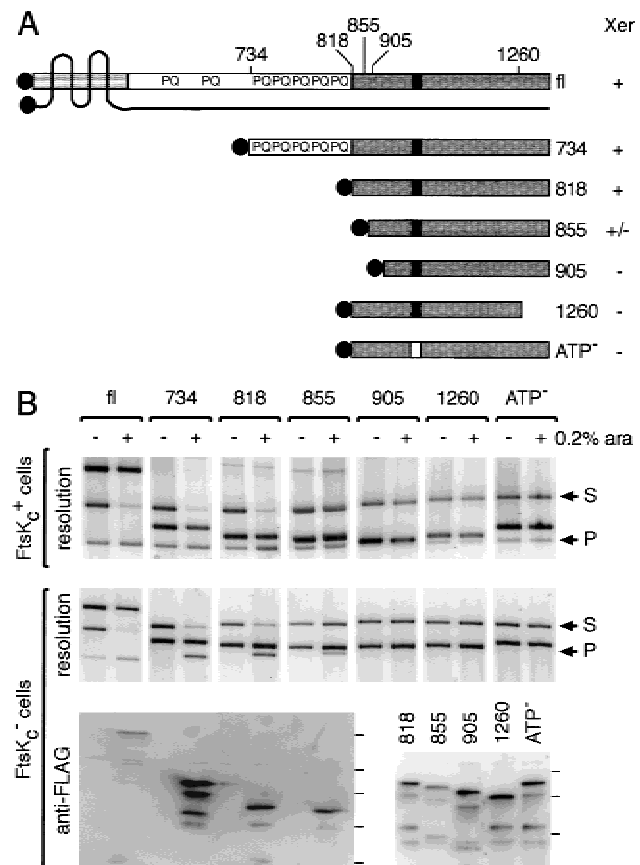 A
Xer
855
734
818
905
1260
PQ PQ PQPQPQPQPQ
fl +
PQPQPQPQPQ
734 +
818 +
855 +/-
905 -
1260 -
ATP- -
B
fl 734 818 855 905 1260 ATP-
- + - + - + - + - + - + - + 0.2% ara
FtsKC+ cells
resolution
S
P
FtsKC- cells
resolution
S
P
anti-FLAG
818 855 905 1260 ATP-